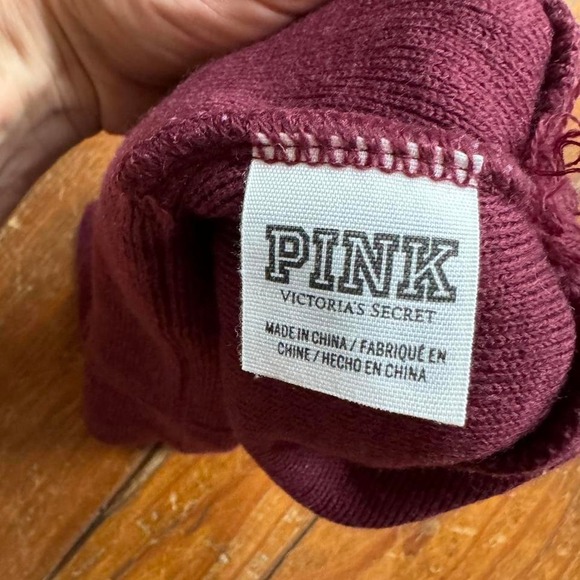 PINK
VICTORIA'S SECRET
MADE IN CHINA / FABRIQUÉ EN
CHINE / HECHO EN CHINA